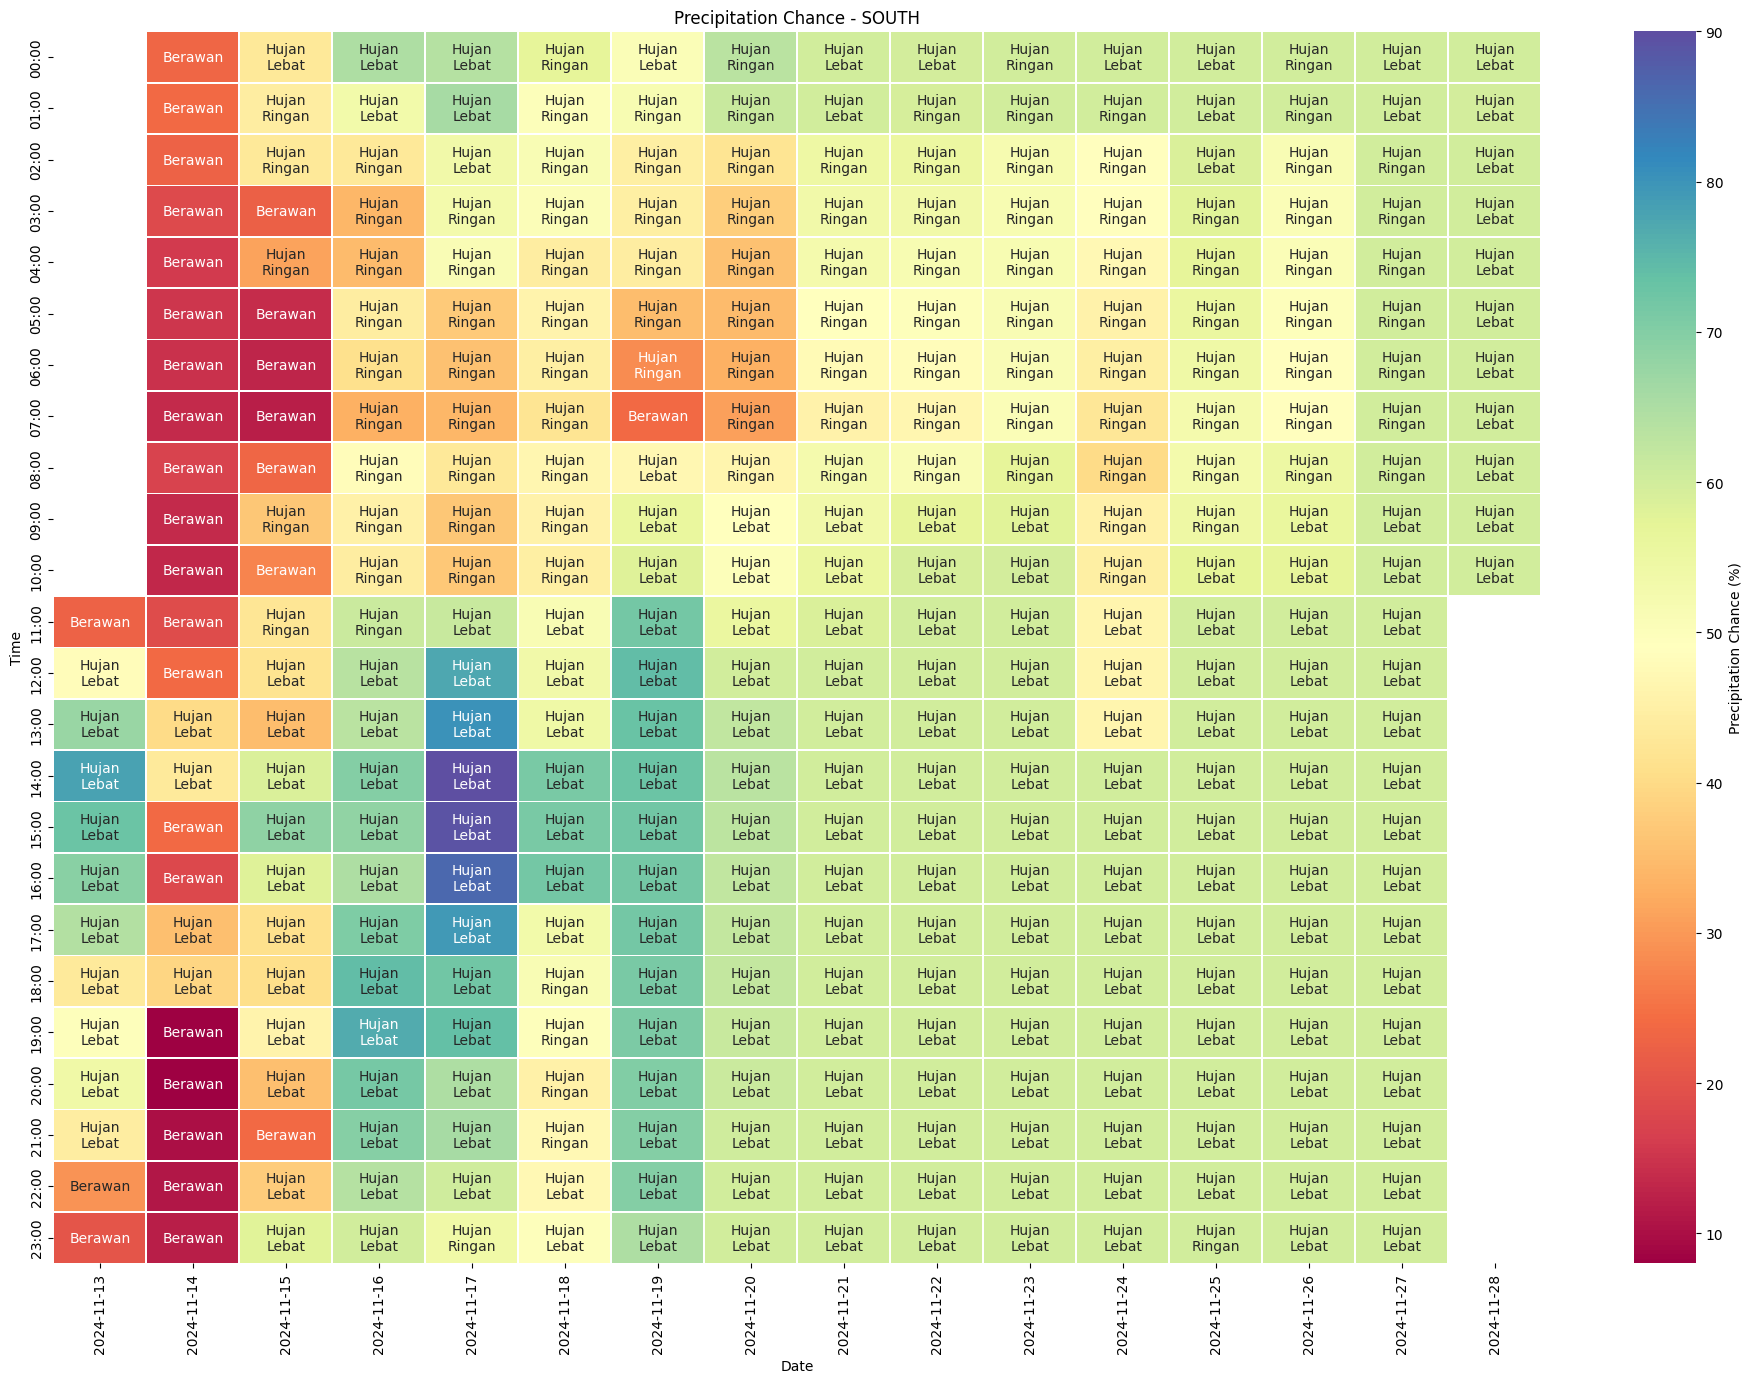 Precipitation Chance - SOUTH
00:00 Berawan Hujan Lebat Hujan Lebat Hujan Lebat Hujan Ringan Hujan Lebat Hujan Ringan Hujan Lebat Hujan Lebat Hujan Ringan Hujan Lebat Hujan Lebat Hujan Ringan Hujan Lebat Hujan Lebat
01:00 Berawan Hujan Ringan Hujan Lebat Hujan Lebat Hujan Ringan Hujan Ringan Hujan Ringan Hujan Lebat Hujan Ringan Hujan Ringan Hujan Ringan Hujan Lebat Hujan Ringan Hujan Lebat Hujan Lebat
02:00 Berawan Hujan Ringan Hujan Ringan Hujan Lebat Hujan Ringan Hujan Ringan Hujan Ringan Hujan Ringan Hujan Ringan Hujan Ringan Hujan Ringan Hujan Lebat Hujan Ringan Hujan Ringan Hujan Lebat
03:00 Berawan Berawan Hujan Ringan Hujan Ringan Hujan Ringan Hujan Ringan Hujan Ringan Hujan Ringan Hujan Ringan Hujan Ringan Hujan Ringan Hujan Ringan Hujan Ringan Hujan Ringan Hujan Lebat
04:00 Berawan Hujan Ringan Hujan Ringan Hujan Ringan Hujan Ringan Hujan Ringan Hujan Ringan Hujan Ringan Hujan Ringan Hujan Ringan Hujan Ringan Hujan Ringan Hujan Ringan Hujan Ringan Hujan Lebat
05:00 Berawan Berawan Hujan Ringan Hujan Ringan Hujan Ringan Hujan Ringan Hujan Ringan Hujan Ringan Hujan Ringan Hujan Ringan Hujan Ringan Hujan Ringan Hujan Ringan Hujan Ringan Hujan Lebat
06:00 Berawan Berawan Hujan Ringan Hujan Ringan Hujan Ringan Hujan Ringan Hujan Ringan Hujan Ringan Hujan Ringan Hujan Ringan Hujan Ringan Hujan Ringan Hujan Ringan Hujan Ringan Hujan Lebat
07:00 Berawan Berawan Hujan Ringan Hujan Ringan Hujan Ringan Berawan Hujan Ringan Hujan Ringan Hujan Ringan Hujan Ringan Hujan Ringan Hujan Ringan Hujan Ringan Hujan Ringan Hujan Lebat
08:00 Berawan Berawan Hujan Ringan Hujan Ringan Hujan Ringan Hujan Lebat Hujan Ringan Hujan Ringan Hujan Ringan Hujan Ringan Hujan Ringan Hujan Ringan Hujan Ringan Hujan Ringan Hujan Lebat
09:00 Berawan Hujan Ringan Hujan Ringan Hujan Ringan Hujan Ringan Hujan Lebat Hujan Lebat Hujan Lebat Hujan Lebat Hujan Lebat Hujan Ringan Hujan Ringan Hujan Lebat Hujan Lebat Hujan Lebat
10:00 Berawan Berawan Hujan Ringan Hujan Ringan Hujan Ringan Hujan Lebat Hujan Lebat Hujan Lebat Hujan Lebat Hujan Lebat Hujan Ringan Hujan Lebat Hujan Lebat Hujan Lebat Hujan Lebat
11:00 Berawan Berawan Hujan Ringan Hujan Ringan Hujan Lebat Hujan Lebat Hujan Lebat Hujan Lebat Hujan Lebat Hujan Lebat Hujan Lebat Hujan Lebat Hujan Lebat Hujan Lebat Hujan Lebat
12:00 Hujan Lebat Berawan Hujan Lebat Hujan Lebat Hujan Lebat Hujan Lebat Hujan Lebat Hujan Lebat Hujan Lebat Hujan Lebat Hujan Lebat Hujan Lebat Hujan Lebat Hujan Lebat Hujan Lebat
13:00 Hujan Lebat Hujan Lebat Hujan Lebat Hujan Lebat Hujan Lebat Hujan Lebat Hujan Lebat Hujan Lebat Hujan Lebat Hujan Lebat Hujan Lebat Hujan Lebat Hujan Lebat Hujan Lebat Hujan Lebat
14:00 Hujan Lebat Hujan Lebat Hujan Lebat Hujan Lebat Hujan Lebat Hujan Lebat Hujan Lebat Hujan Lebat Hujan Lebat Hujan Lebat Hujan Lebat Hujan Lebat Hujan Lebat Hujan Lebat Hujan Lebat
15:00 Hujan Lebat Berawan Hujan Lebat Hujan Lebat Hujan Lebat Hujan Lebat Hujan Lebat Hujan Lebat Hujan Lebat Hujan Lebat Hujan Lebat Hujan Lebat Hujan Lebat Hujan Lebat Hujan Lebat
16:00 Hujan Lebat Berawan Hujan Lebat Hujan Lebat Hujan Lebat Hujan Lebat Hujan Lebat Hujan Lebat Hujan Lebat Hujan Lebat Hujan Lebat Hujan Lebat Hujan Lebat Hujan Lebat Hujan Lebat
17:00 Hujan Lebat Hujan Lebat Hujan Lebat Hujan Lebat Hujan Lebat Hujan Lebat Hujan Lebat Hujan Lebat Hujan Lebat Hujan Lebat Hujan Lebat Hujan Lebat Hujan Lebat Hujan Lebat Hujan Lebat
18:00 Hujan Lebat Hujan Lebat Hujan Lebat Hujan Lebat Hujan Lebat Hujan Ringan Hujan Lebat Hujan Lebat Hujan Lebat Hujan Lebat Hujan Lebat Hujan Lebat Hujan Lebat Hujan Lebat Hujan Lebat
19:00 Hujan Lebat Berawan Hujan Lebat Hujan Lebat Hujan Lebat Hujan Ringan Hujan Lebat Hujan Lebat Hujan Lebat Hujan Lebat Hujan Lebat Hujan Lebat Hujan Lebat Hujan Lebat Hujan Lebat
20:00 Hujan Lebat Berawan Hujan Lebat Hujan Lebat Hujan Lebat Hujan Ringan Hujan Lebat Hujan Lebat Hujan Lebat Hujan Lebat Hujan Lebat Hujan Lebat Hujan Lebat Hujan Lebat Hujan Lebat
21:00 Hujan Lebat Berawan Berawan Hujan Lebat Hujan Lebat Hujan Ringan Hujan Lebat Hujan Lebat Hujan Lebat Hujan Lebat Hujan Lebat Hujan Lebat Hujan Lebat Hujan Lebat Hujan Lebat
22:00 Berawan Berawan Hujan Lebat Hujan Lebat Hujan Lebat Hujan Lebat Hujan Lebat Hujan Lebat Hujan Lebat Hujan Lebat Hujan Lebat Hujan Lebat Hujan Lebat Hujan Lebat Hujan Lebat
23:00 Berawan Berawan Hujan Lebat Hujan Lebat Hujan Ringan Hujan Lebat Hujan Lebat Hujan Lebat Hujan Lebat Hujan Lebat Hujan Lebat Hujan Lebat Hujan Ringan Hujan Lebat Hujan Lebat
Time
2024-11-13 2024-11-14 2024-11-15 2024-11-16 2024-11-17 2024-11-18 2024-11-19 2024-11-20 2024-11-21 2024-11-22 2024-11-23 2024-11-24 2024-11-25 2024-11-26 2024-11-27 2024-11-28
Date
90
80
70
60
50
40
30
20
10
Precipitation Chance (%)